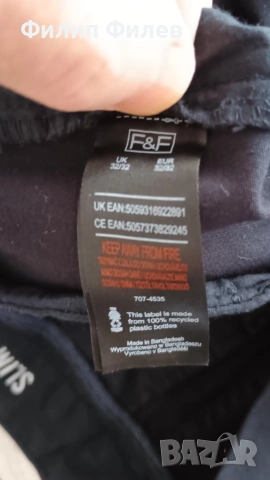 Филип Филев
F&F
UK EUR
32/32 32/32
UK EAN:5059316922891
CE EAN:5057373829245
KEEP AWAY FROM FIRE
707-4535
This label is made
from 100% recycled
plastic bottles
Made in Bangladesh
Wyprodukowano w Bangladeszu
Vyrobeno v Bangladéši
SLIM
BAZAR